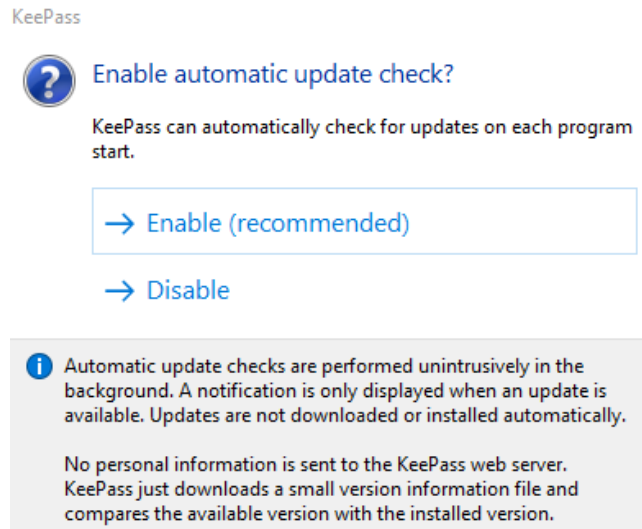 KeePass
Enable automatic update check?
KeePass can automatically check for updates on each program
start.
→ Enable (recommended)
→ Disable
Automatic update checks are performed unintrusively in the
background. A notification is only displayed when an update is
available. Updates are not downloaded or installed automatically.
No personal information is sent to the KeePass web server.
KeePass just downloads a small version information file and
compares the available version with the installed version.